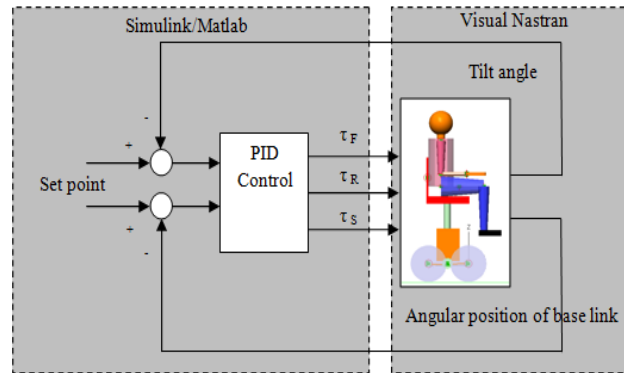 Simulink/Matlab
Visual Nastran
Tilt angle
-
+
PID
Control
τF
Set point
τR
τS
+
-
z
Angular position of base link